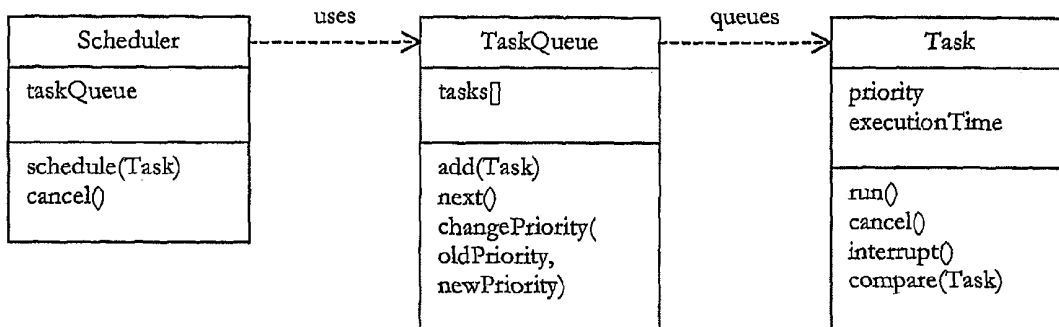 uses
queues
Scheduler
taskQueue
schedule(Task)
cancel()
TaskQueue
tasks[]
add(Task)
next()
changePriority(
oldPriority,
newPriority)
Task
priority
executionTime
run()
cancel()
interrupt()
compare(Task)